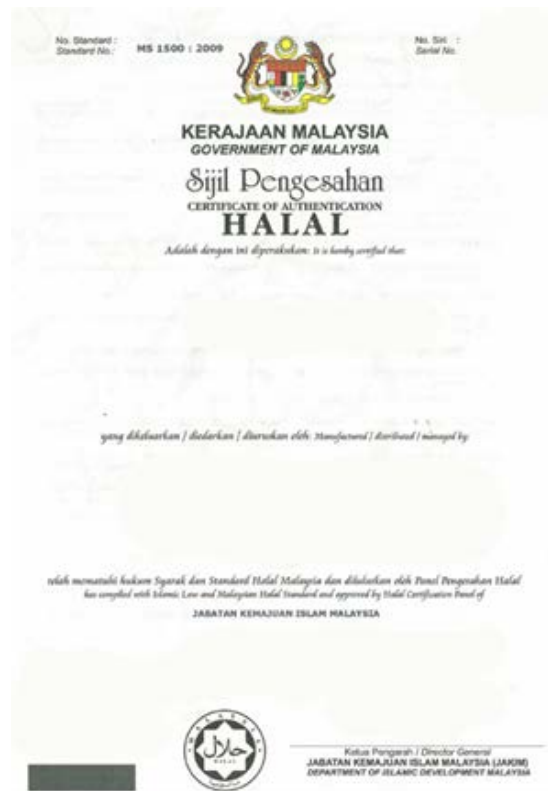 No. Standard :
Standard No.: MS 1500 : 2009
No. Siri :
Serial No.
KERAJAAN MALAYSIA
GOVERNMENT OF MALAYSIA
Sijil Pengesahan
CERTIFICATE OF AUTHENTICATION
HALAL
Adalah dengan ini diperakukan: It is hereby certified that:
yang dikeluarkan / diedarkan / diuruskan oleh: Manufactured / distributed / managed by:
telah mematuhi hukum Syarak dan Standard Halal Malaysia dan diluluskan oleh Panel Pengesahan Halal
has complied with Islamic Law and Malaysian Halal Standard and approved by Halal Certification Panel of
JABATAN KEMAJUAN ISLAM MALAYSIA
MALAYSIA
حلال
HALAL
Ketua Pengarah / Director General
JABATAN KEMAJUAN ISLAM MALAYSIA (JAKIM)
DEPARTMENT OF ISLAMIC DEVELOPMENT MALAYSIA